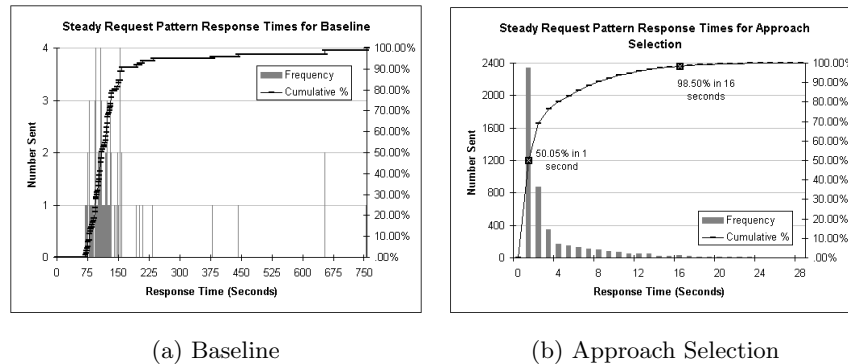 Steady Request Pattern Response Times for Baseline
4
3
2
1
0
Number Sent
100.00%
90.00%
80.00%
70.00%
60.00%
50.00%
40.00%
30.00%
20.00%
10.00%
.00%
Frequency
Cumulative %
0 75 150 225 300 375 450 525 600 675 750
Response Time (Seconds)
(a) Baseline
Steady Request Pattern Response Times for Approach
Selection
2400
2000
1600
1200
800
400
0
Number Sent
100.00%
90.00%
80.00%
70.00%
60.00%
50.00%
40.00%
30.00%
20.00%
10.00%
.00%
98.50% in 16
seconds
50.05% in 1
second
Frequency
Cumulative %
0 4 8 12 16 20 24 28
Response Time (Seconds)
(b) Approach Selection